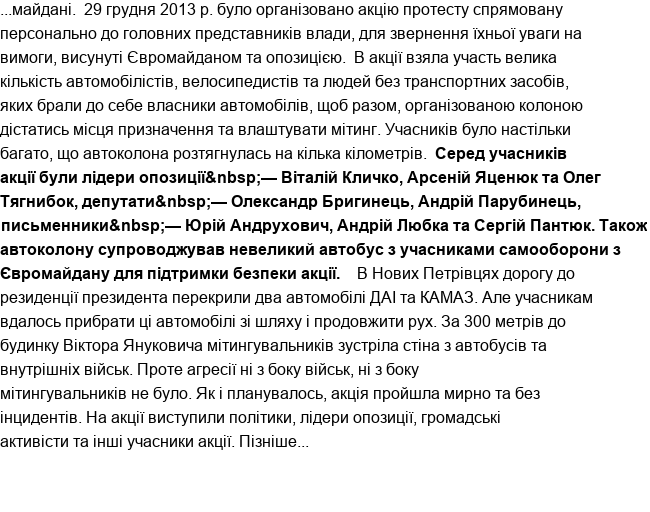 ...майдані.  29 грудня 2013 р. було організовано акцію протесту спрямовану
персонально до головних представників влади, для звернення їхньої уваги на
вимоги, висунуті Євромайданом та опозицією.  В акції взяла участь велика
кількість автомобілістів, велосипедистів та людей без транспортних засобів,
яких брали до себе власники автомобілів, щоб разом, організованою колоною
дістатись місця призначення та влаштувати мітинг. Учасників було настільки
багато, що автоколона розтягнулась на кілька кілометрів.  Серед учасників
акції були лідери опозиції&nbsp;— Віталій Кличко, Арсеній Яценюк та Олег
Тягнибок, депутати&nbsp;— Олександр Бригинець, Андрій Парубинець,
письменники&nbsp;— Юрій Андрухович, Андрій Любка та Сергій Пантюк. Також
автоколону супроводжував невеликий автобус з учасниками самооборони з
Євромайдану для підтримки безпеки акції.    В Нових Петрівцях дорогу до
резиденції президента перекрили два автомобілі ДАІ та КАМАЗ. Але учасникам
вдалось прибрати ці автомобілі зі шляху і продовжити рух. За 300 метрів до
будинку Віктора Януковича мітингувальників зустріла стіна з автобусів та
внутрішніх військ. Проте агресії ні з боку військ, ні з боку
мітингувальників не було. Як і планувалось, акція пройшла мирно та без
інцидентів. На акції виступили політики, лідери опозиції, громадські
активісти та інші учасники акції. Пізніше...